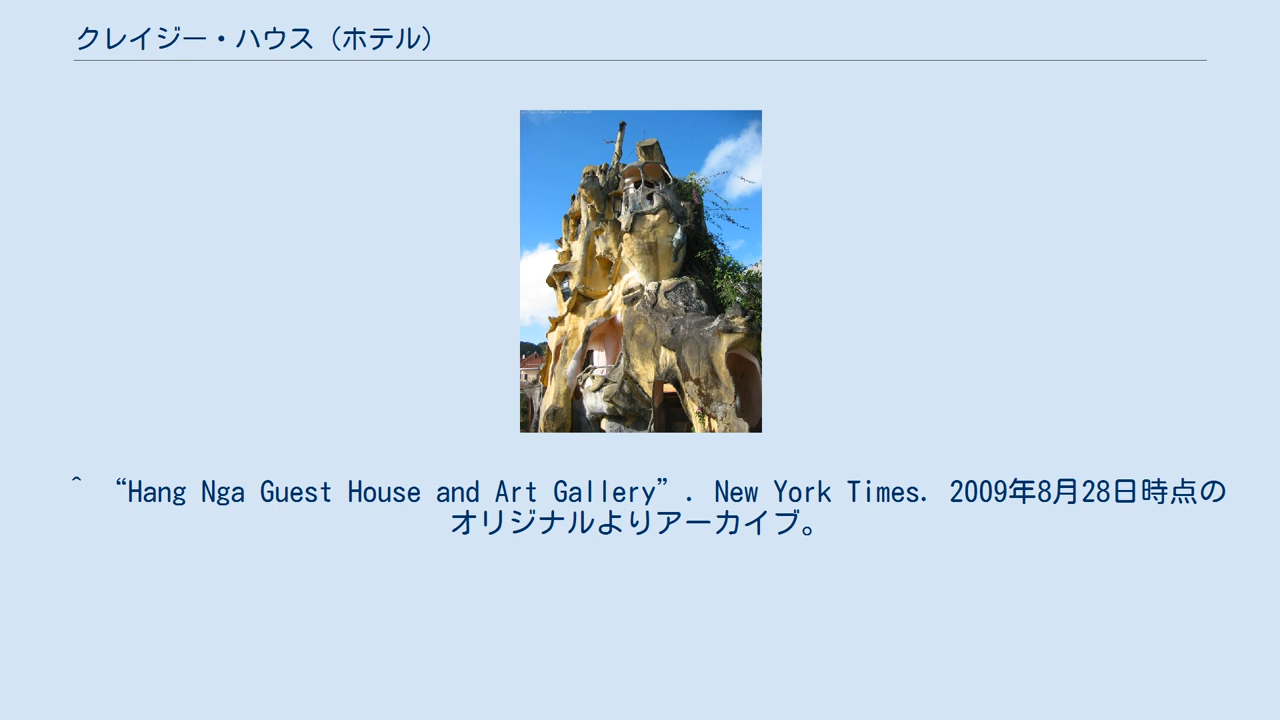 クレイジー・ハウス（ホテル）
^ “Hang Nga Guest House and Art Gallery”. New York Times. 2009年8月28日時点の
オリジナルよりアーカイブ。